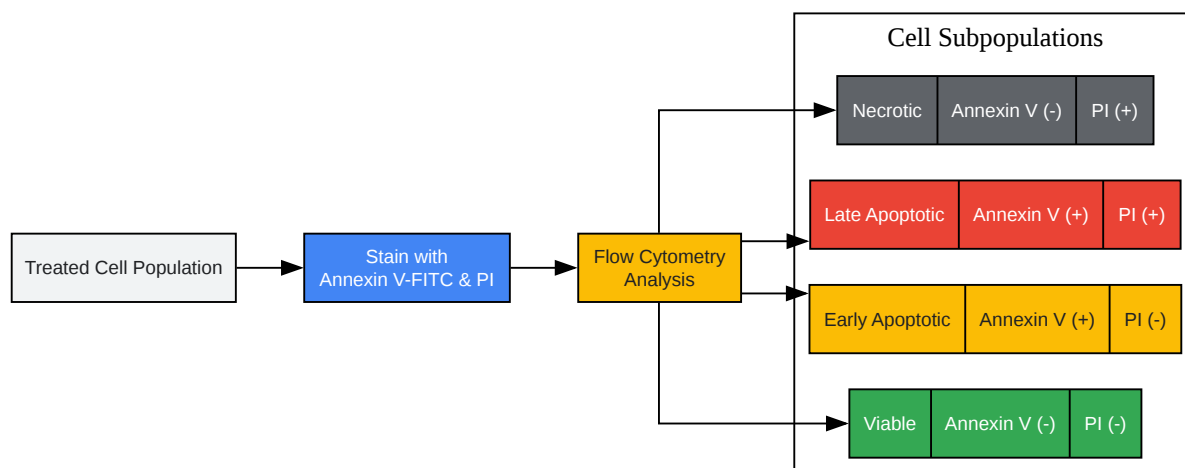 Cell Subpopulations
Necrotic Annexin V (-) PI (+)
Late Apoptotic Annexin V (+) PI (+)
Treated Cell Population
Stain with
Annexin V-FITC & PI
Flow Cytometry
Analysis
Early Apoptotic Annexin V (+) PI (-)
Viable Annexin V (-) PI (-)